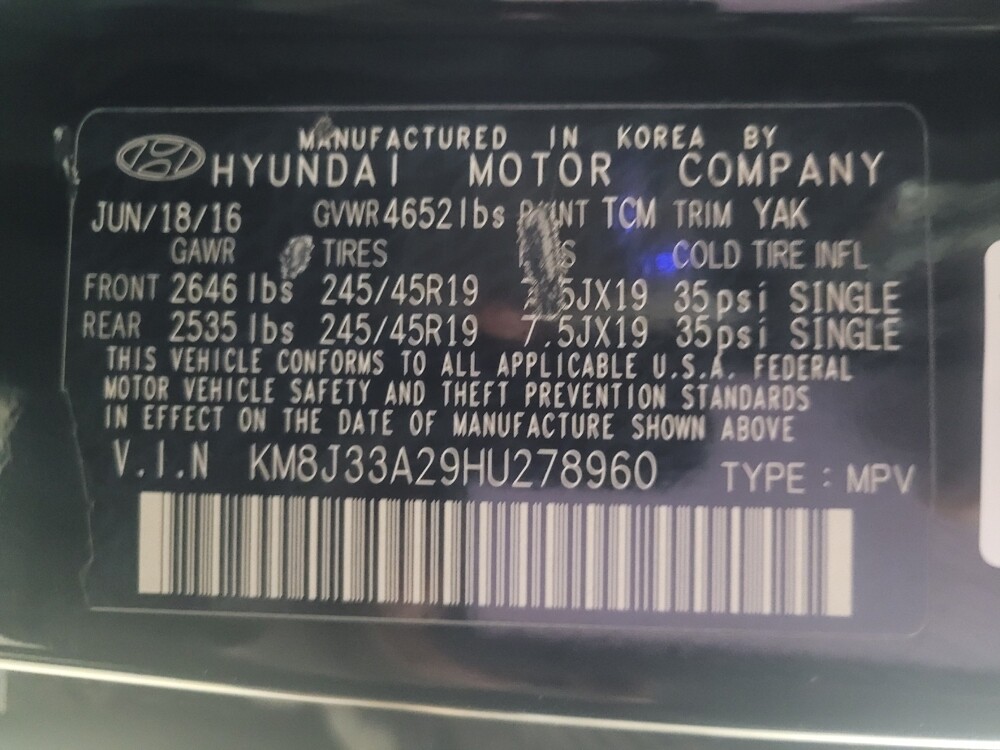 MANUFACTURED IN KOREA BY
HYUNDAI MOTOR COMPANY
JUN/18/16 GVWR 4652 lbs PAINT TCM TRIM YAK
GAWR TIRES COLD TIRE INFL
FRONT 2646 lbs 245/45R19 7.5JX19 35psi SINGLE
REAR 2535 lbs 245/45R19 7.5JX19 35psi SINGLE
THIS VEHICLE CONFORMS TO ALL APPLICABLE U.S.A. FEDERAL
MOTOR VEHICLE SAFETY AND THEFT PREVENTION STANDARDS
IN EFFECT ON THE DATE OF MANUFACTURE SHOWN ABOVE
V.I.N KM8J33A29HU278960 TYPE : MPV